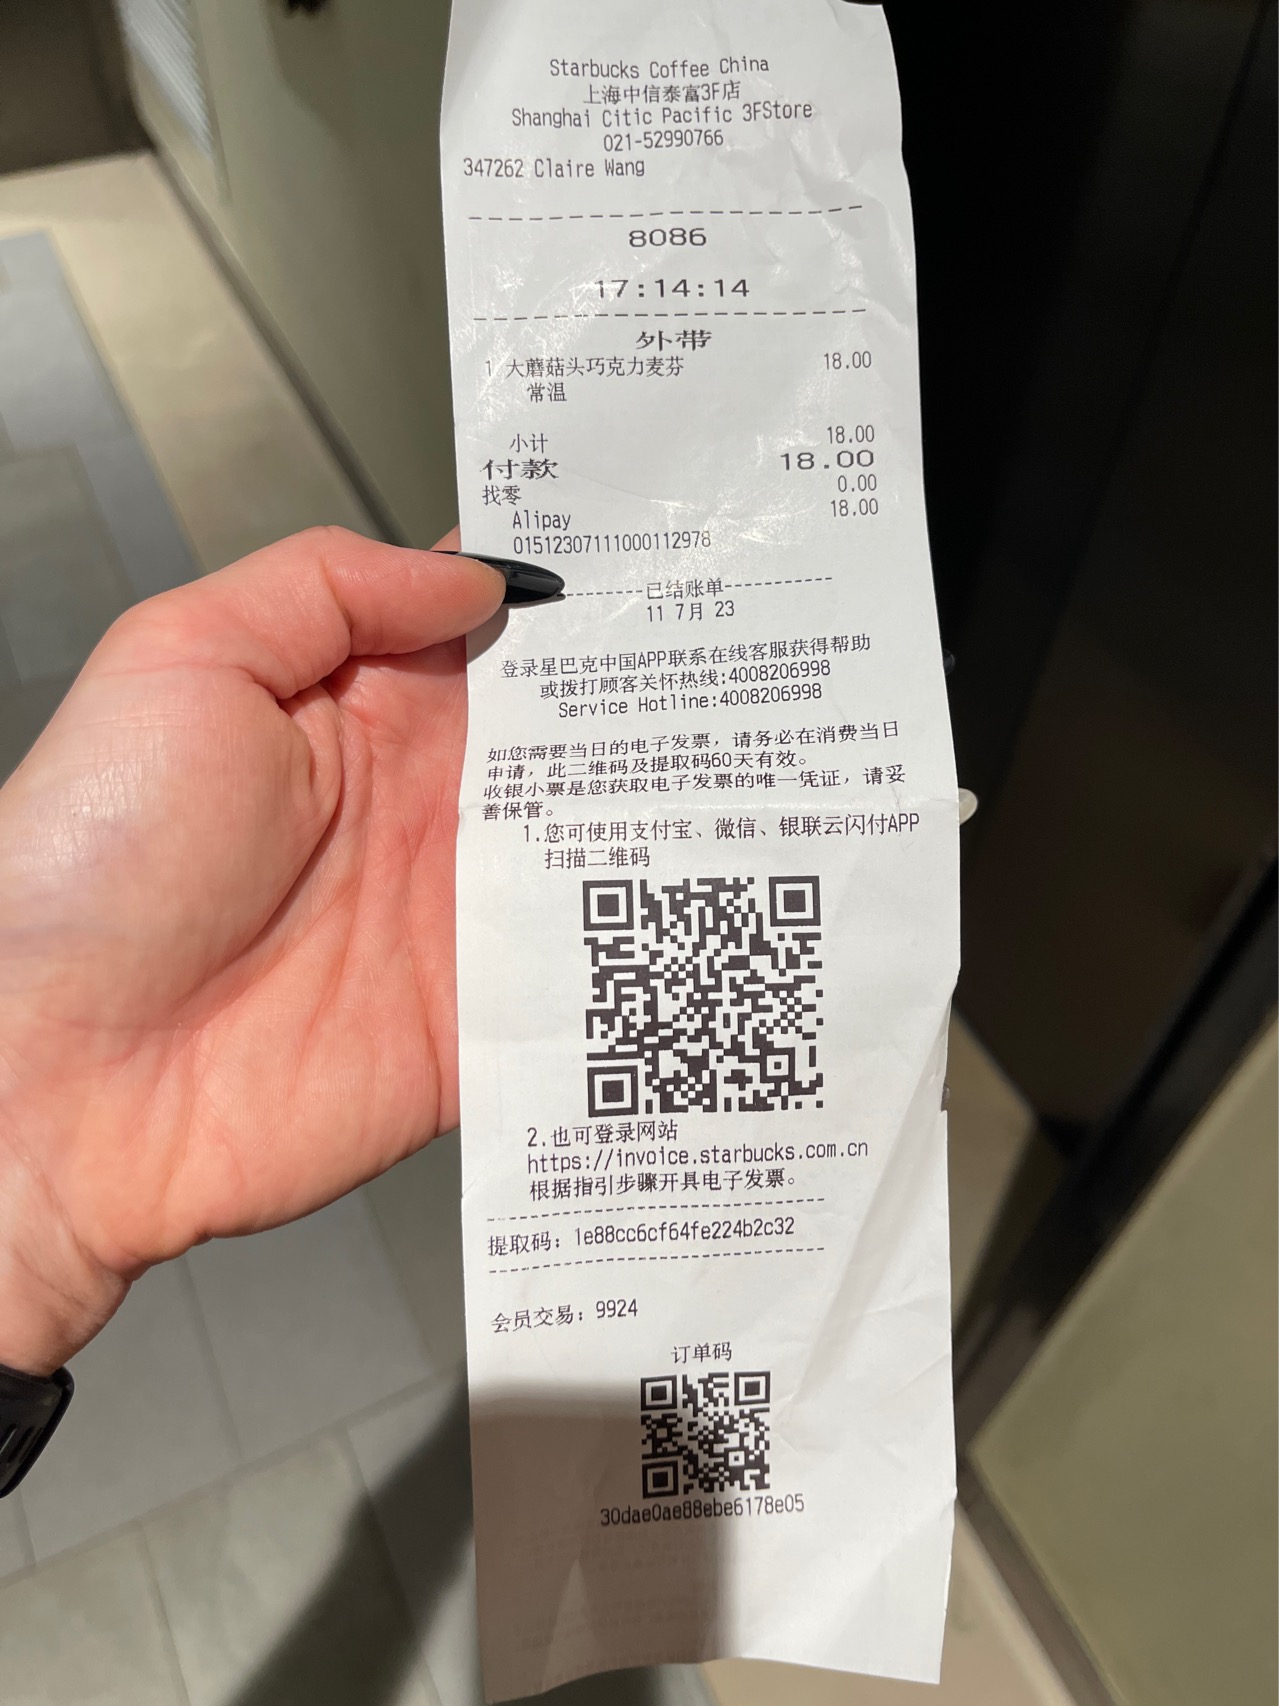 Starbucks Coffee China
上海中信泰富3F店
Shanghai Citic Pacific 3FStore
021-52990766
347262 Claire Wang
8086
17:14:14
外带
1 大蘑菇头巧克力麦芬 18.00
常温
小计 18.00
付款 18.00
找零 0.00
Alipay 18.00
01512307111000112978
--------已结账单-----------
11 7月 23
登录星巴克中国APP联系在线客服获得帮助
或拨打顾客关怀热线:4008206998
Service Hotline:4008206998
如您需要当日的电子发票，请务必在消费当日
申请，此二维码及提取码60天有效。
收银小票是您获取电子发票的唯一凭证，请妥
善保管。
1.您可使用支付宝、微信、银联云闪付APP
扫描二维码
2.也可登录网站
https://invoice.starbucks.com.cn
根据指引步骤开具电子发票。
提取码：1e88cc6cf64fe224b2c32
会员交易：9924
订单码
30dae0ae88ebe6178e05